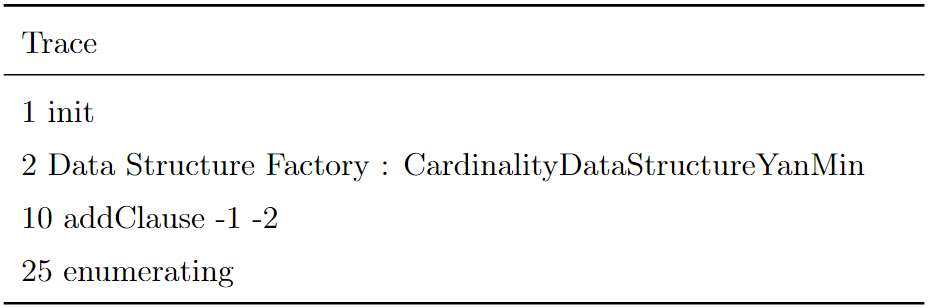 Trace
1 init
2 Data Structure Factory : CardinalityDataStructureYanMin
10 addClause -1 -2
25 enumerating